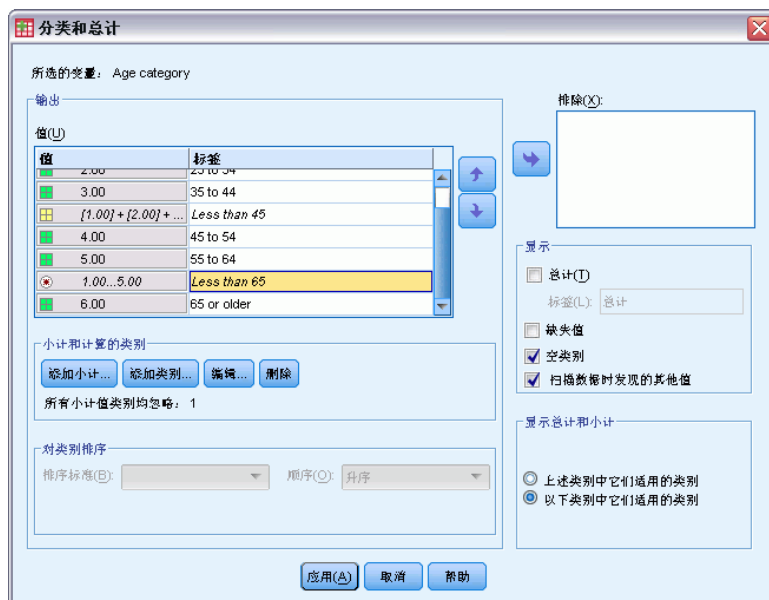 分类和总计
所选的变量： Age category
输出
值(U)
值 标签
2.00 25 to 34
3.00 35 to 44
[1.00] + [2.00] + ... Less than 45
4.00 45 to 54
5.00 55 to 64
1.00...5.00 Less than 65
6.00 65 or older
小计和计算的类别
添加小计... 添加类别... 编辑... 删除
所有小计值类别均忽略： 1
对类别排序
排序标准(B): 顺序(O): 升序
排除(X):
显示
总计(T)
标签(L): 总计
缺失值
空类别
扫描数据时发现的其他值
显示总计和小计
上述类别中它们适用的类别
以下类别中它们适用的类别
应用(A) 取消 帮助